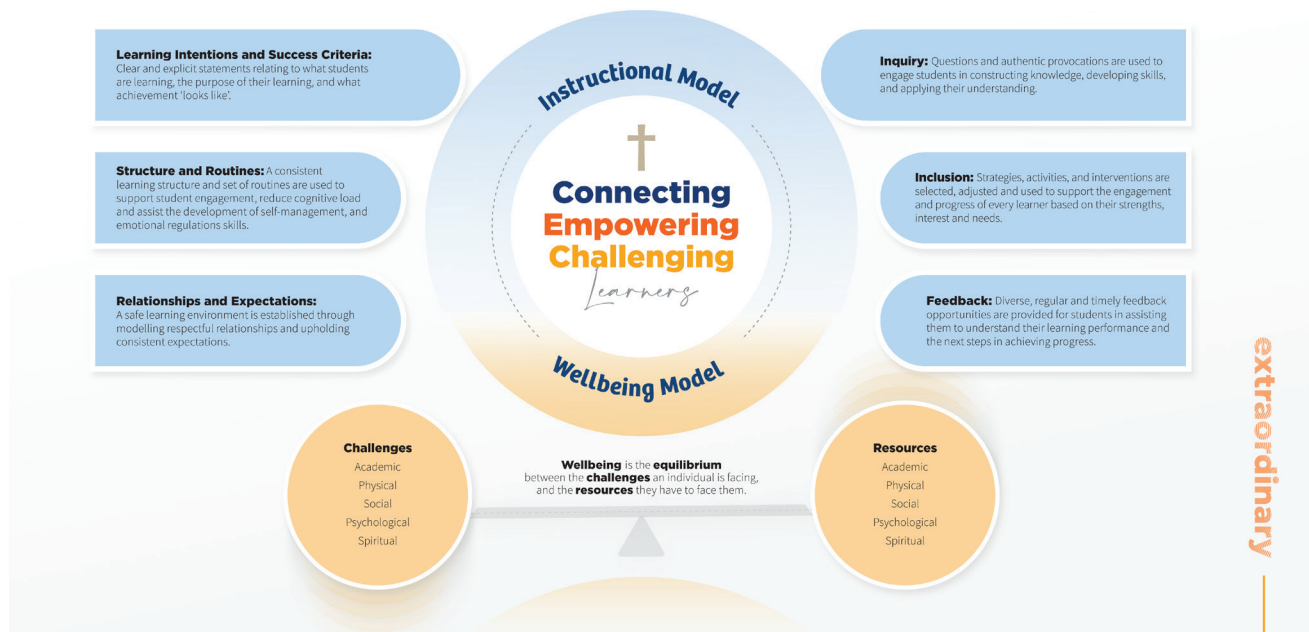 Learning Intentions and Success Criteria:
Clear and explicit statements relating to what students
are learning, the purpose of their learning, and what
achievement ‘looks like’.
Structure and Routines: A consistent
learning structure and set of routines are used to
support student engagement, reduce cognitive load
and assist the development of self-management, and
emotional regulations skills.
Relationships and Expectations:
A safe learning environment is established through
modelling respectful relationships and upholding
consistent expectations.
Instructional Model
Connecting
Empowering
Challenging
Learners
Wellbeing Model
Inquiry: Questions and authentic provocations are used to
engage students in constructing knowledge, developing skills,
and applying their understanding.
Inclusion: Strategies, activities, and interventions are
selected, adjusted and used to support the engagement
and progress of every learner based on their strengths,
interest and needs.
Feedback: Diverse, regular and timely feedback
opportunities are provided for students in assisting
them to understand their learning performance and
the next steps in achieving progress.
Challenges
Academic
Physical
Social
Psychological
Spiritual
Wellbeing is the equilibrium
between the challenges an individual is facing,
and the resources they have to face them.
Resources
Academic
Physical
Social
Psychological
Spiritual
extraordinary